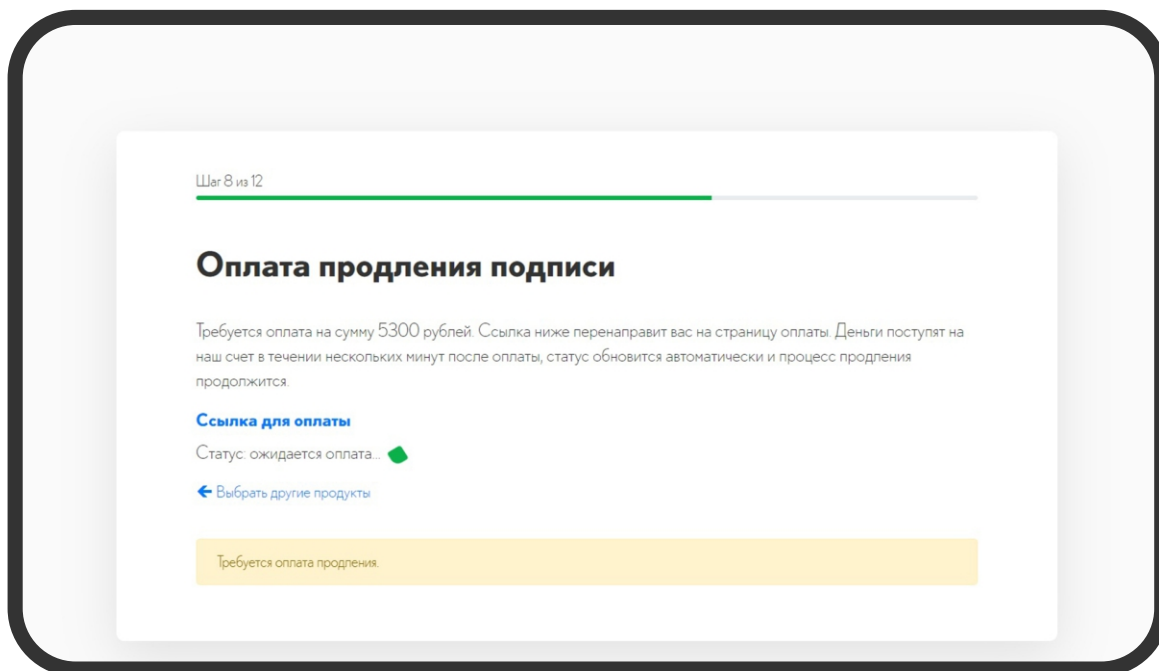 Шаг 8 из 12
Оплата продления подписи
Требуется оплата на сумму 5300 рублей. Ссылка ниже перенаправит вас на страницу оплаты. Деньги поступят на
наш счет в течении нескольких минут после оплаты, статус обновится автоматически и процесс продления
продолжится.
Ссылка для оплаты
Статус: ожидается оплата...
Выбрать другие продукты
Требуется оплата продления.